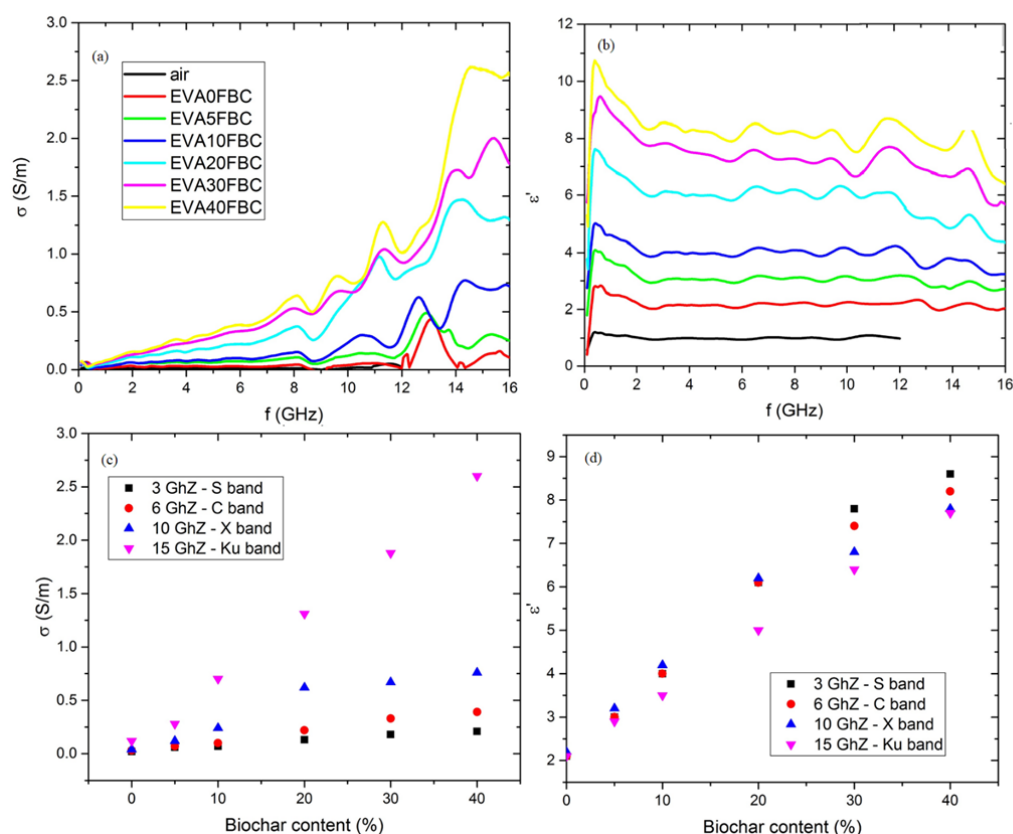 (a)
air
EVA0FBC
EVA5FBC
EVA10FBC
EVA20FBC
EVA30FBC
EVA40FBC
3.0
2.5
2.0
1.5
1.0
0.5
0.0
σ (S/m)
0 2 4 6 8 10 12 14 16
f (GHz)
(b)
12
10
8
6
4
2
0
ε'
0 2 4 6 8 10 12 14 16
f (GHz)
(c)
3 GhZ - S band
6 GhZ - C band
10 GhZ - X band
15 GhZ - Ku band
3.0
2.5
2.0
1.5
1.0
0.5
0.0
σ (S/m)
0 10 20 30 40
Biochar content (%)
(d)
9
8
7
6
5
4
3
2
ε'
3 GhZ - S band
6 GhZ - C band
10 GhZ - X band
15 GHZ - Ku band
0 10 20 30 40
Biochar content (%)